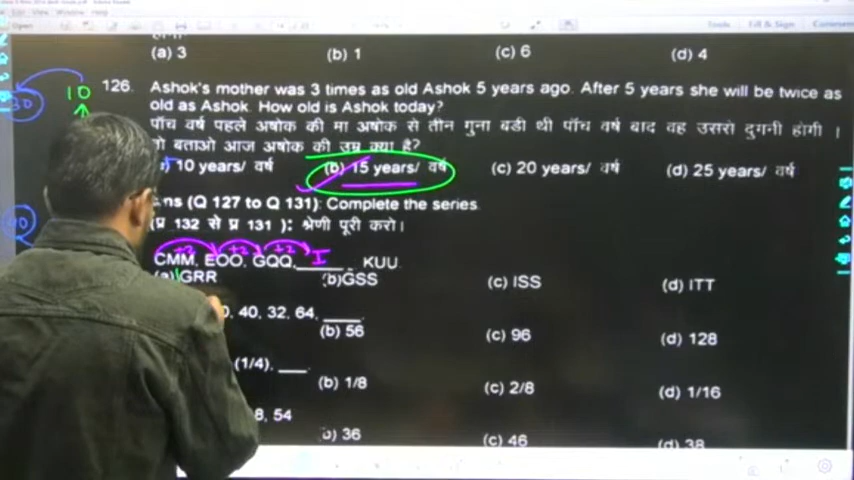 (a) 3 (b) 1 (c) 6 (d) 4
10 126. Ashok's mother was 3 times as old Ashok 5 years ago. After 5 years she will be twice as
30 old as Ashok. How old is Ashok today?
पाँच वर्ष पहले अषोक की मा अषोक से तीन गुना बडी थी पाँच वर्ष बाद वह उससे दुगनी होगी ।
बताओ आज अषोक की उम्र क्या है?
10 years/ वर्ष (b) 15 years/ वर्ष (c) 20 years/ वर्ष (d) 25 years/ वर्ष
(Q 127 to Q 131): Complete the series
(प्र 132 से प्र 131 ): श्रेणी पूरी करो।
+2 +2 +2 I
CMM, EOO, GQQ, ____ KUU.
(a) GRR (b) GSS (c) ISS (d) ITT
40, 32, 64, ____.
(b) 56 (c) 96 (d) 128
(1/4), ___.
(b) 1/8 (c) 2/8 (d) 1/16
8, 54
b) 36 (c) 46 (d) 38